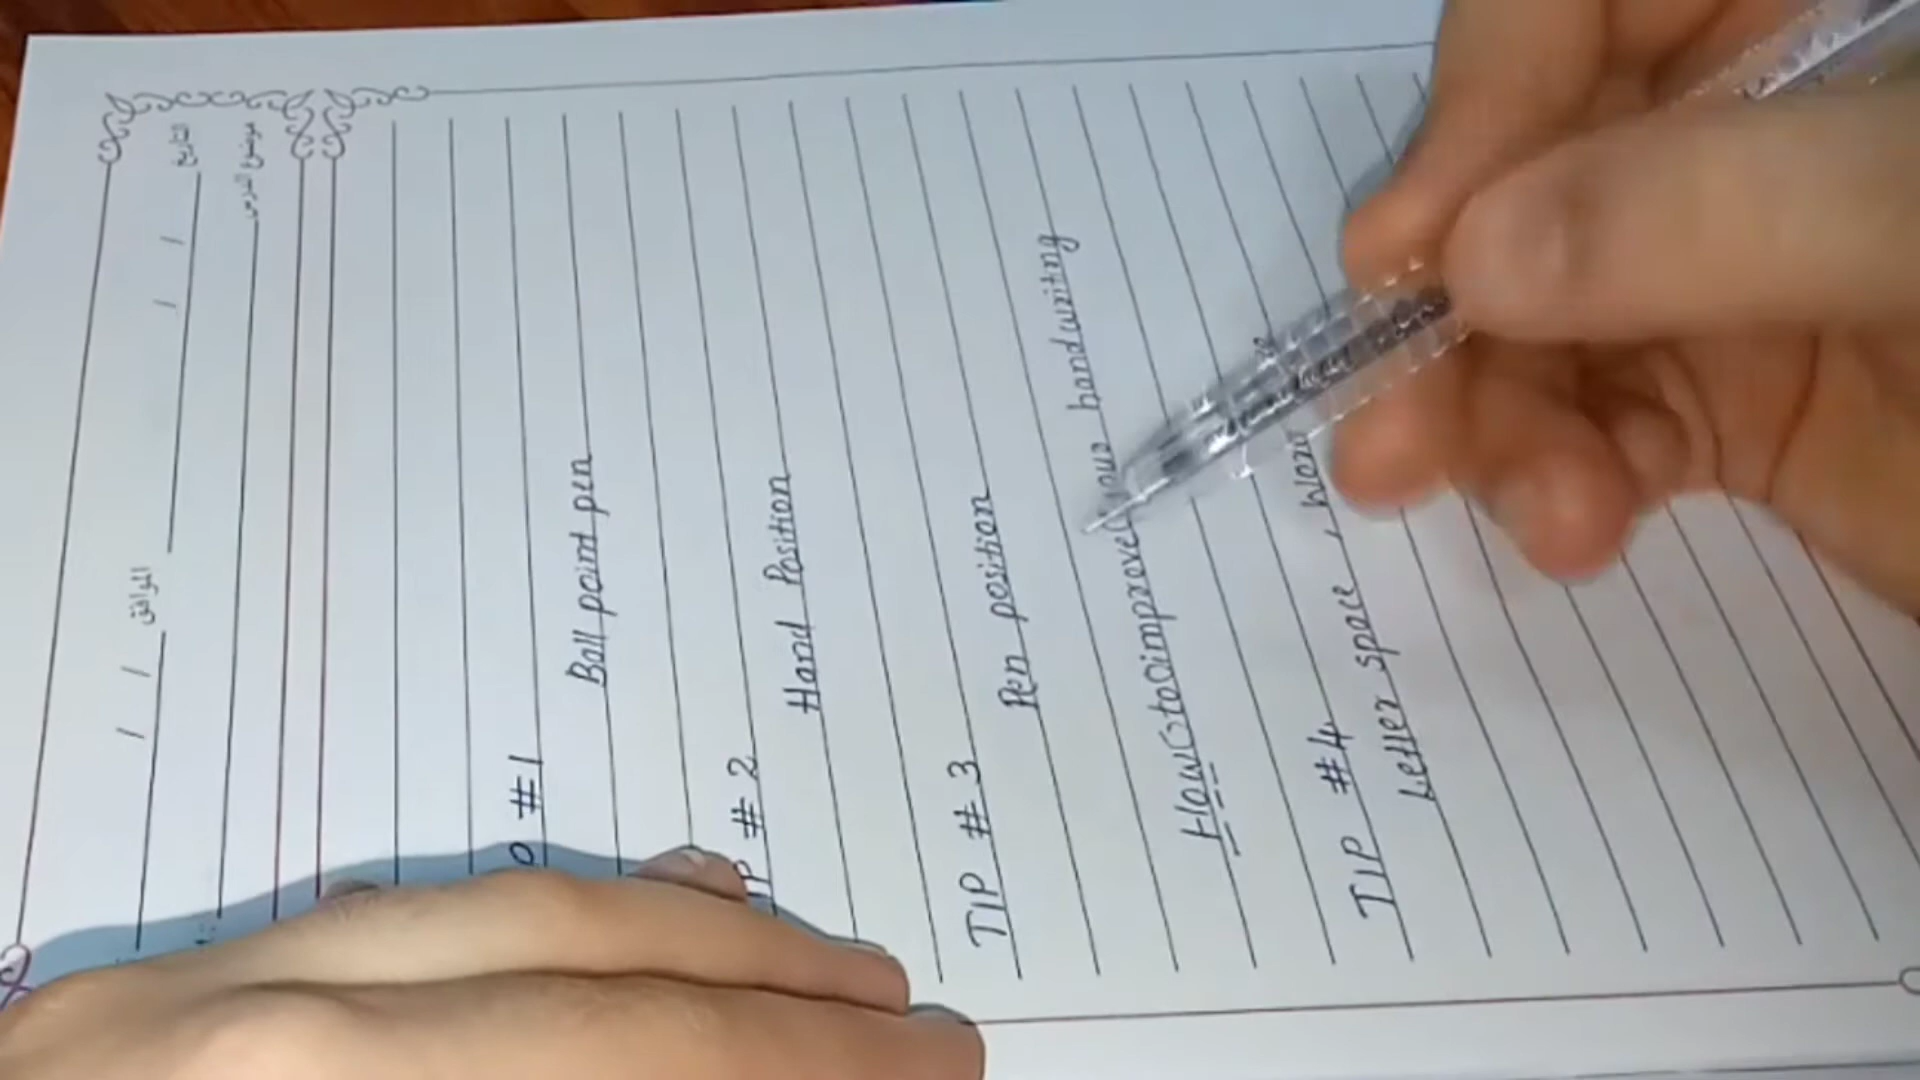 التاريخ / / الموافق / /
موضوع الدرس
#1
Ball point pen
#2
Hand Position
TIP #3
Pen position
How to improve your handwriting
TIP #4
Letter space,